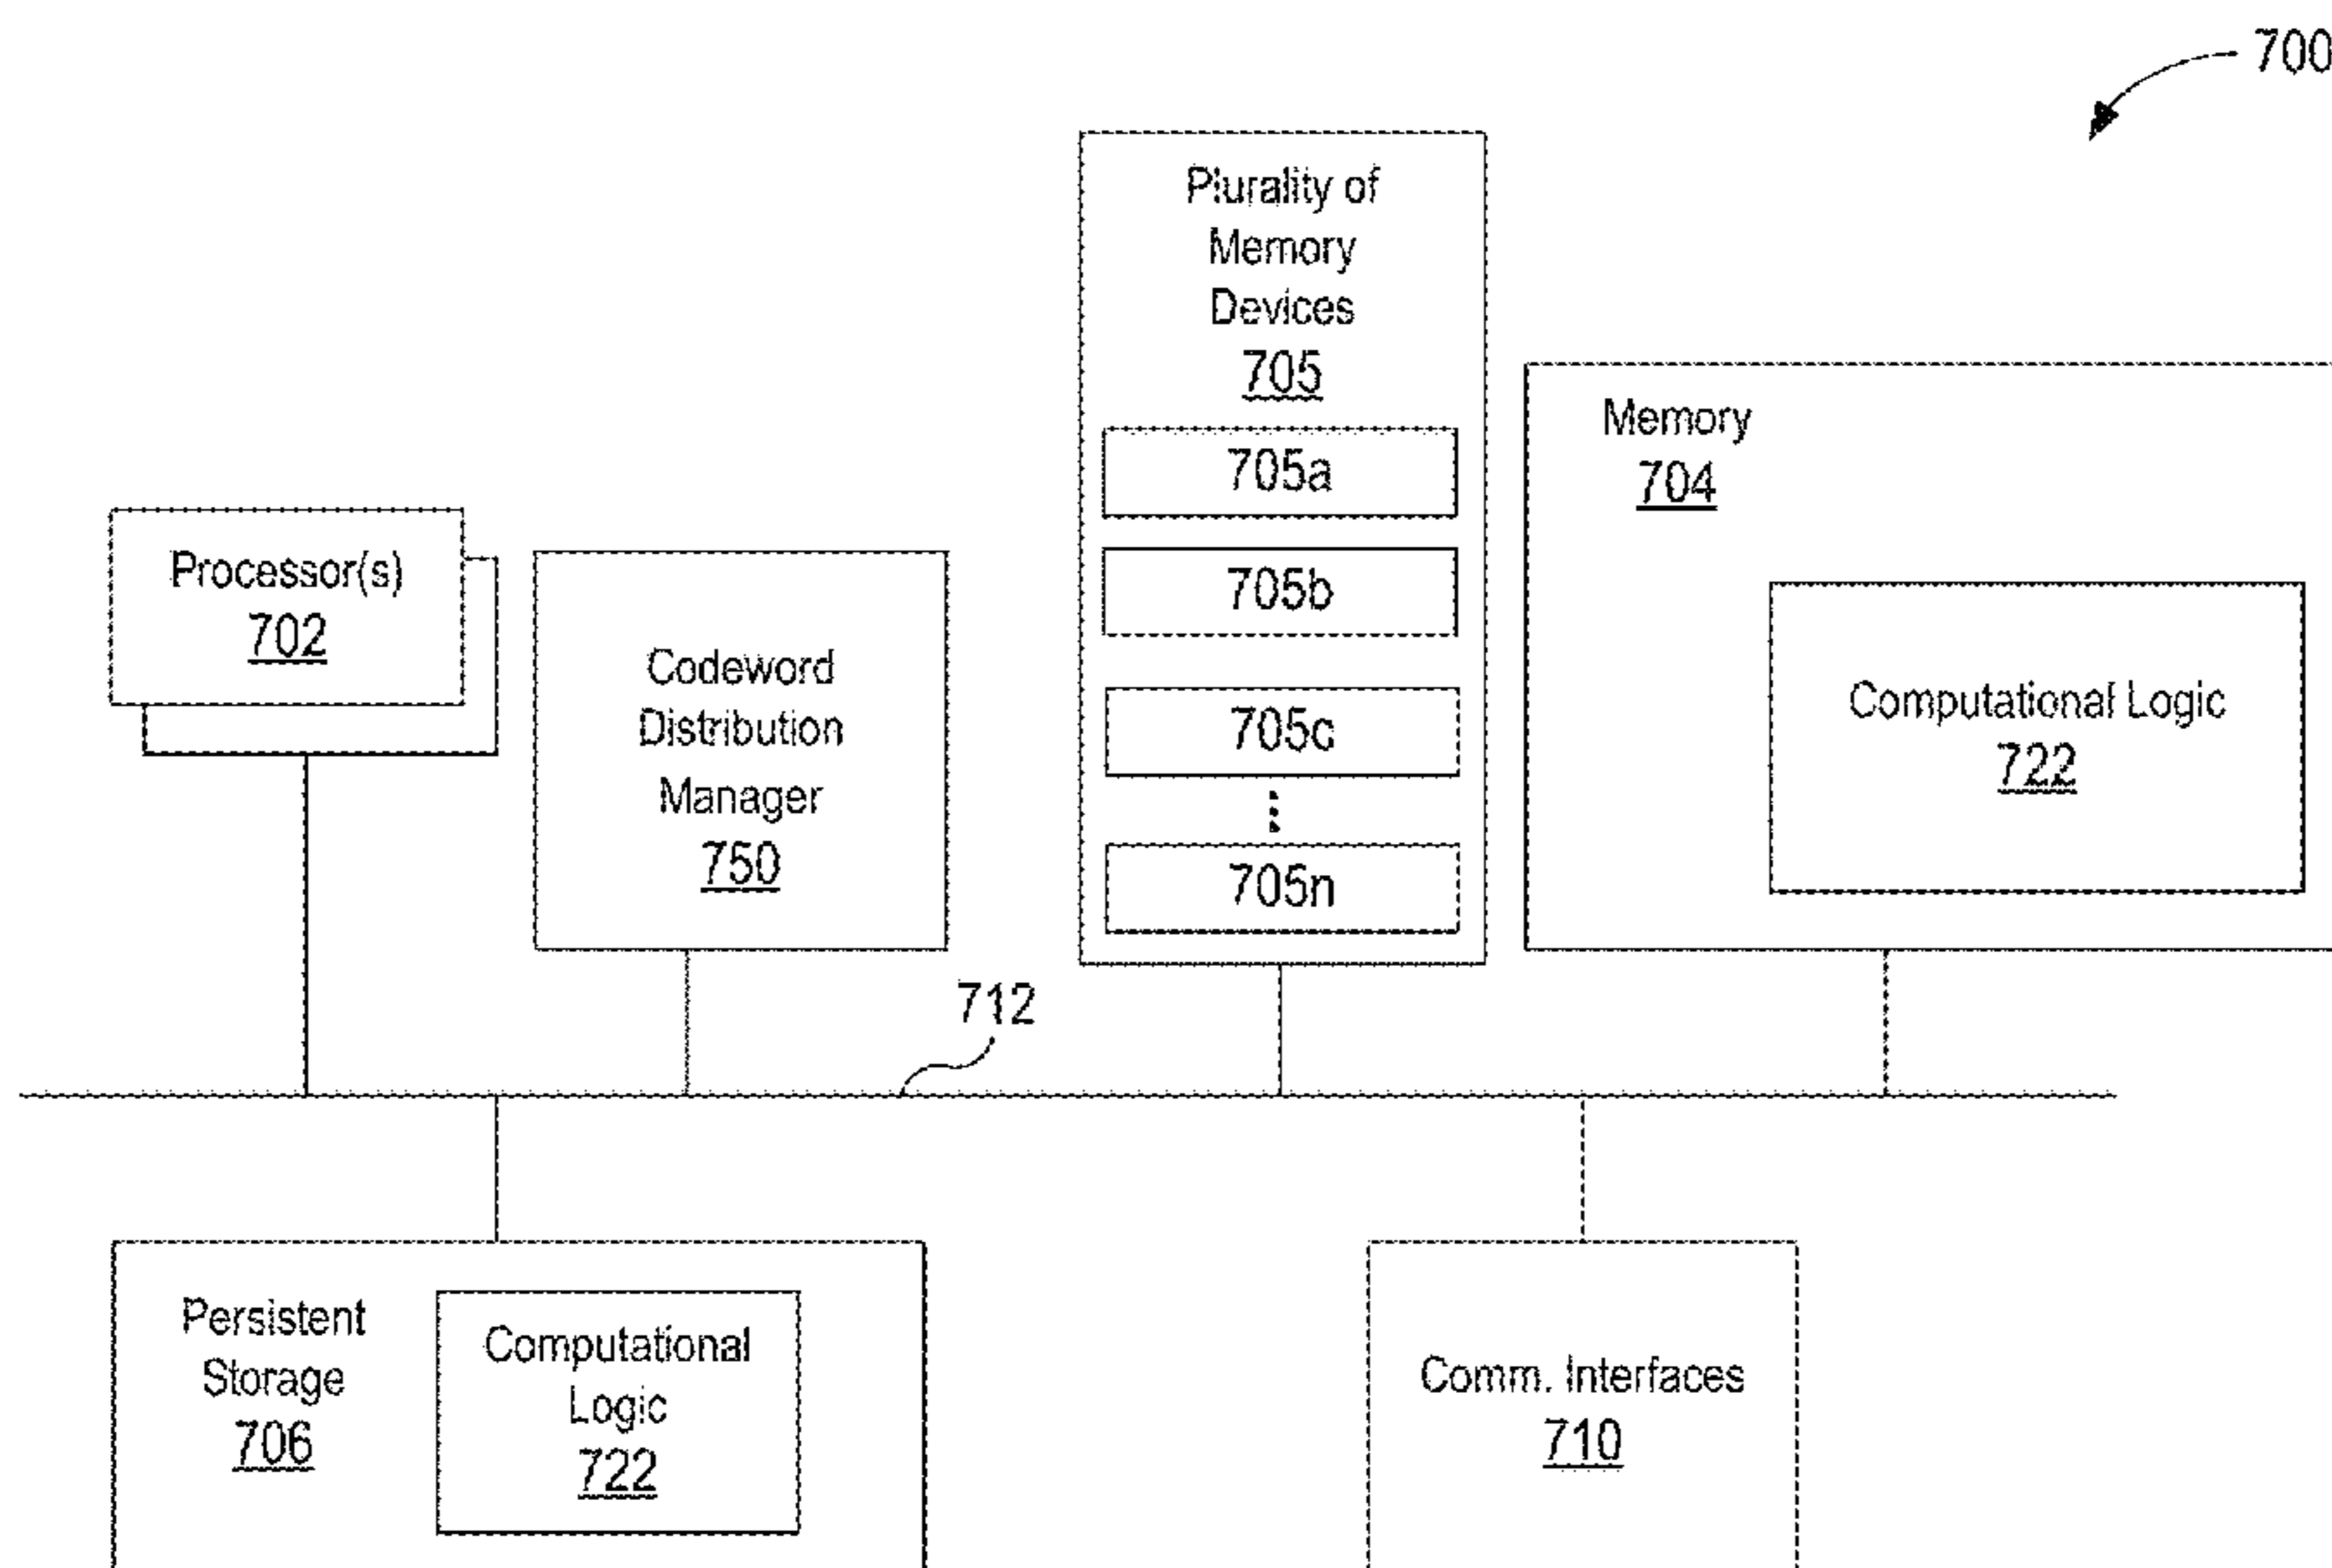 700
Plurality of
Memory
Devices
705
705a
705b
705c
705n
Memory
704
Computational Logic
722
Processor(s)
702
Codeword
Distribution
Manager
750
712
Persistent
Storage
706
Computational
Logic
722
Comm. Interfaces
710